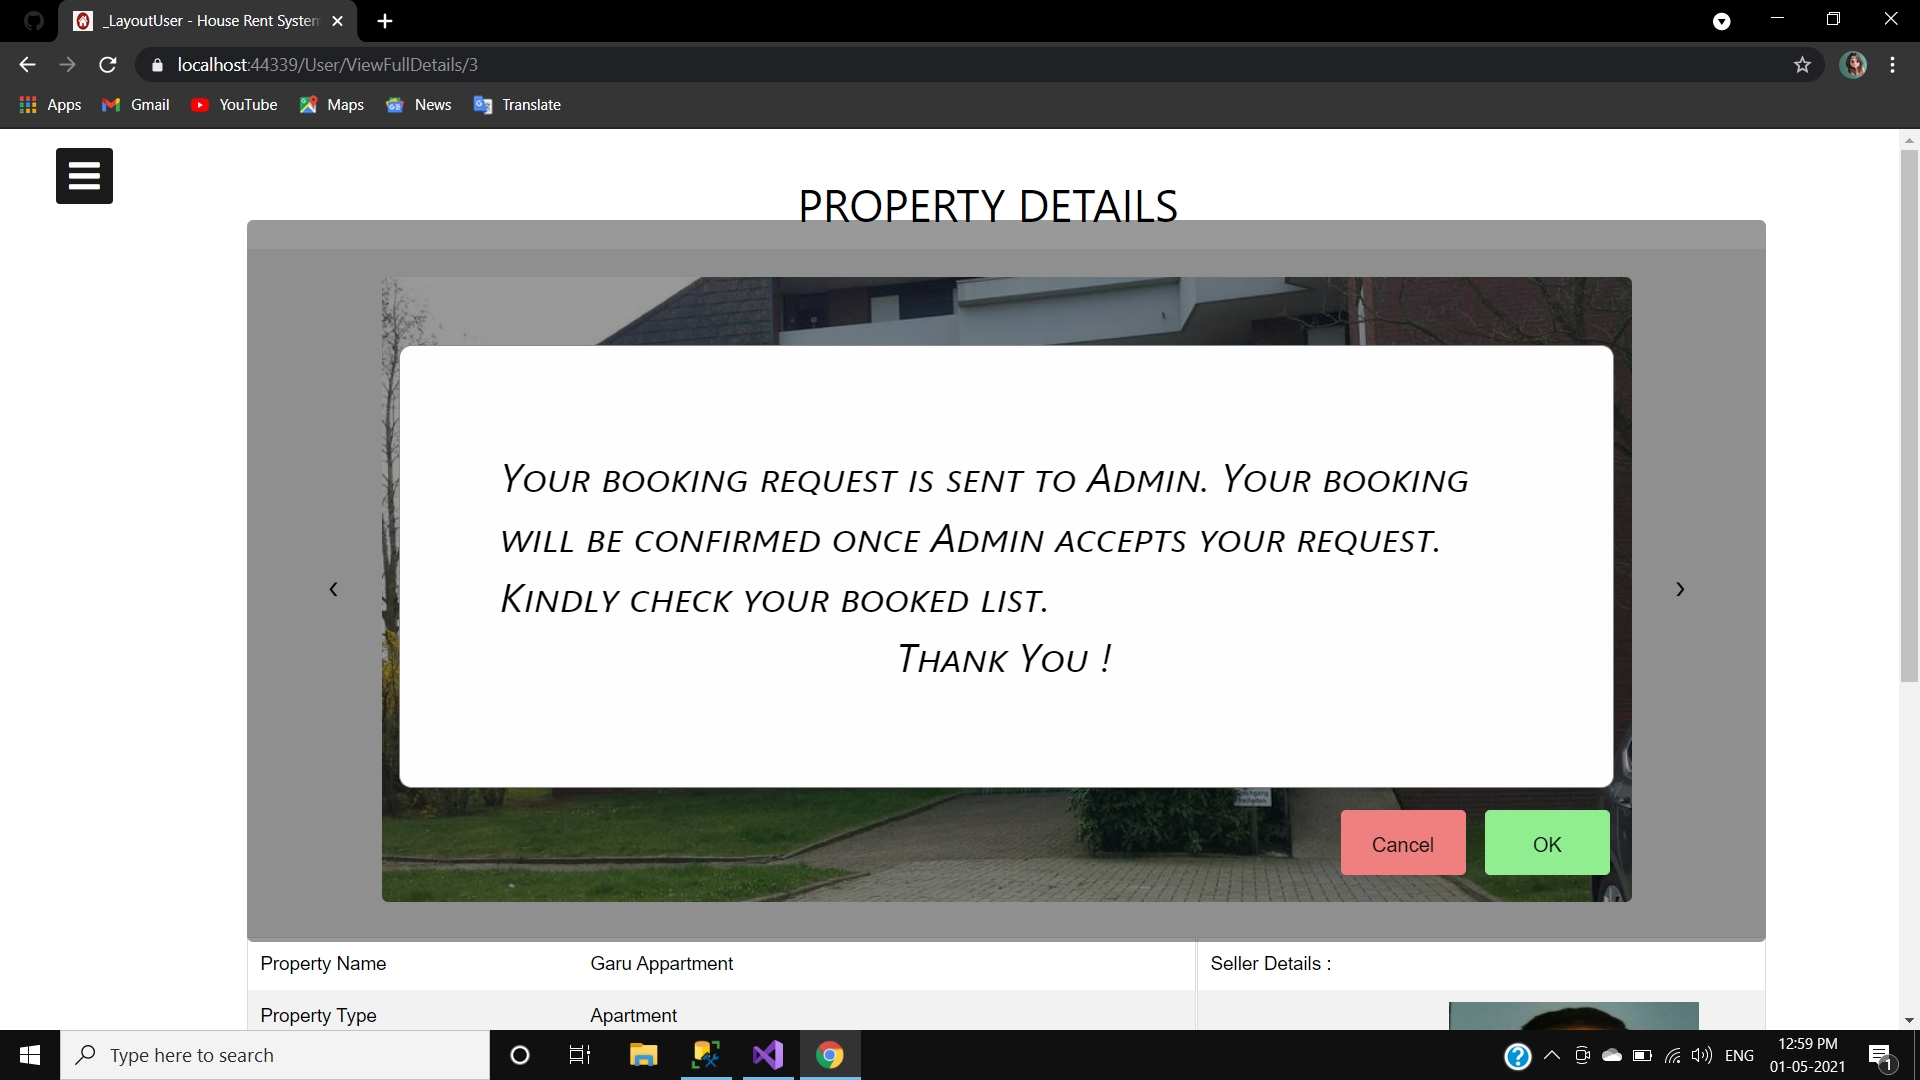 _LayoutUser - House Rent System
localhost:44339/User/ViewFullDetails/3
Apps Gmail YouTube Maps News Translate
PROPERTY DETAILS
Your booking request is sent to Admin. Your booking
will be confirmed once Admin accepts your request.
Kindly check your booked list.
Thank You !
Cancel OK
Property Name Garu Appartment Seller Details :
Property Type Apartment
Type here to search
ENG
12:59 PM
01-05-2021
1